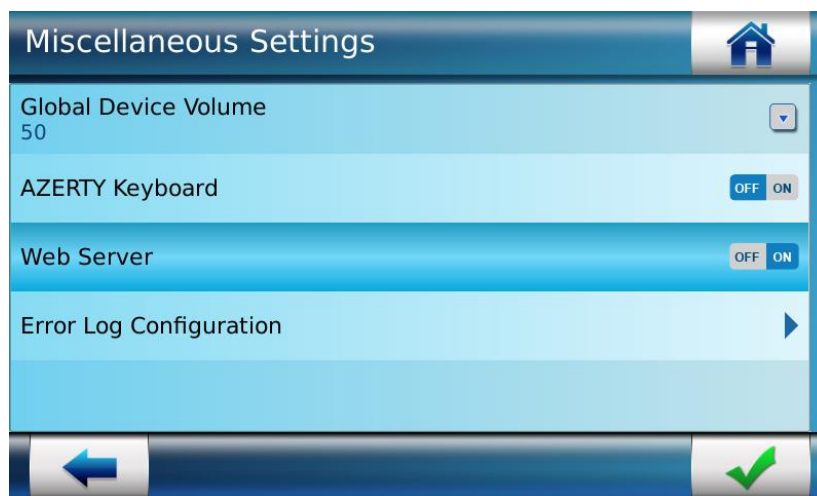 Miscellaneous Settings
Global Device Volume
50
AZERTY Keyboard
OFF ON
Web Server
OFF ON
Error Log Configuration